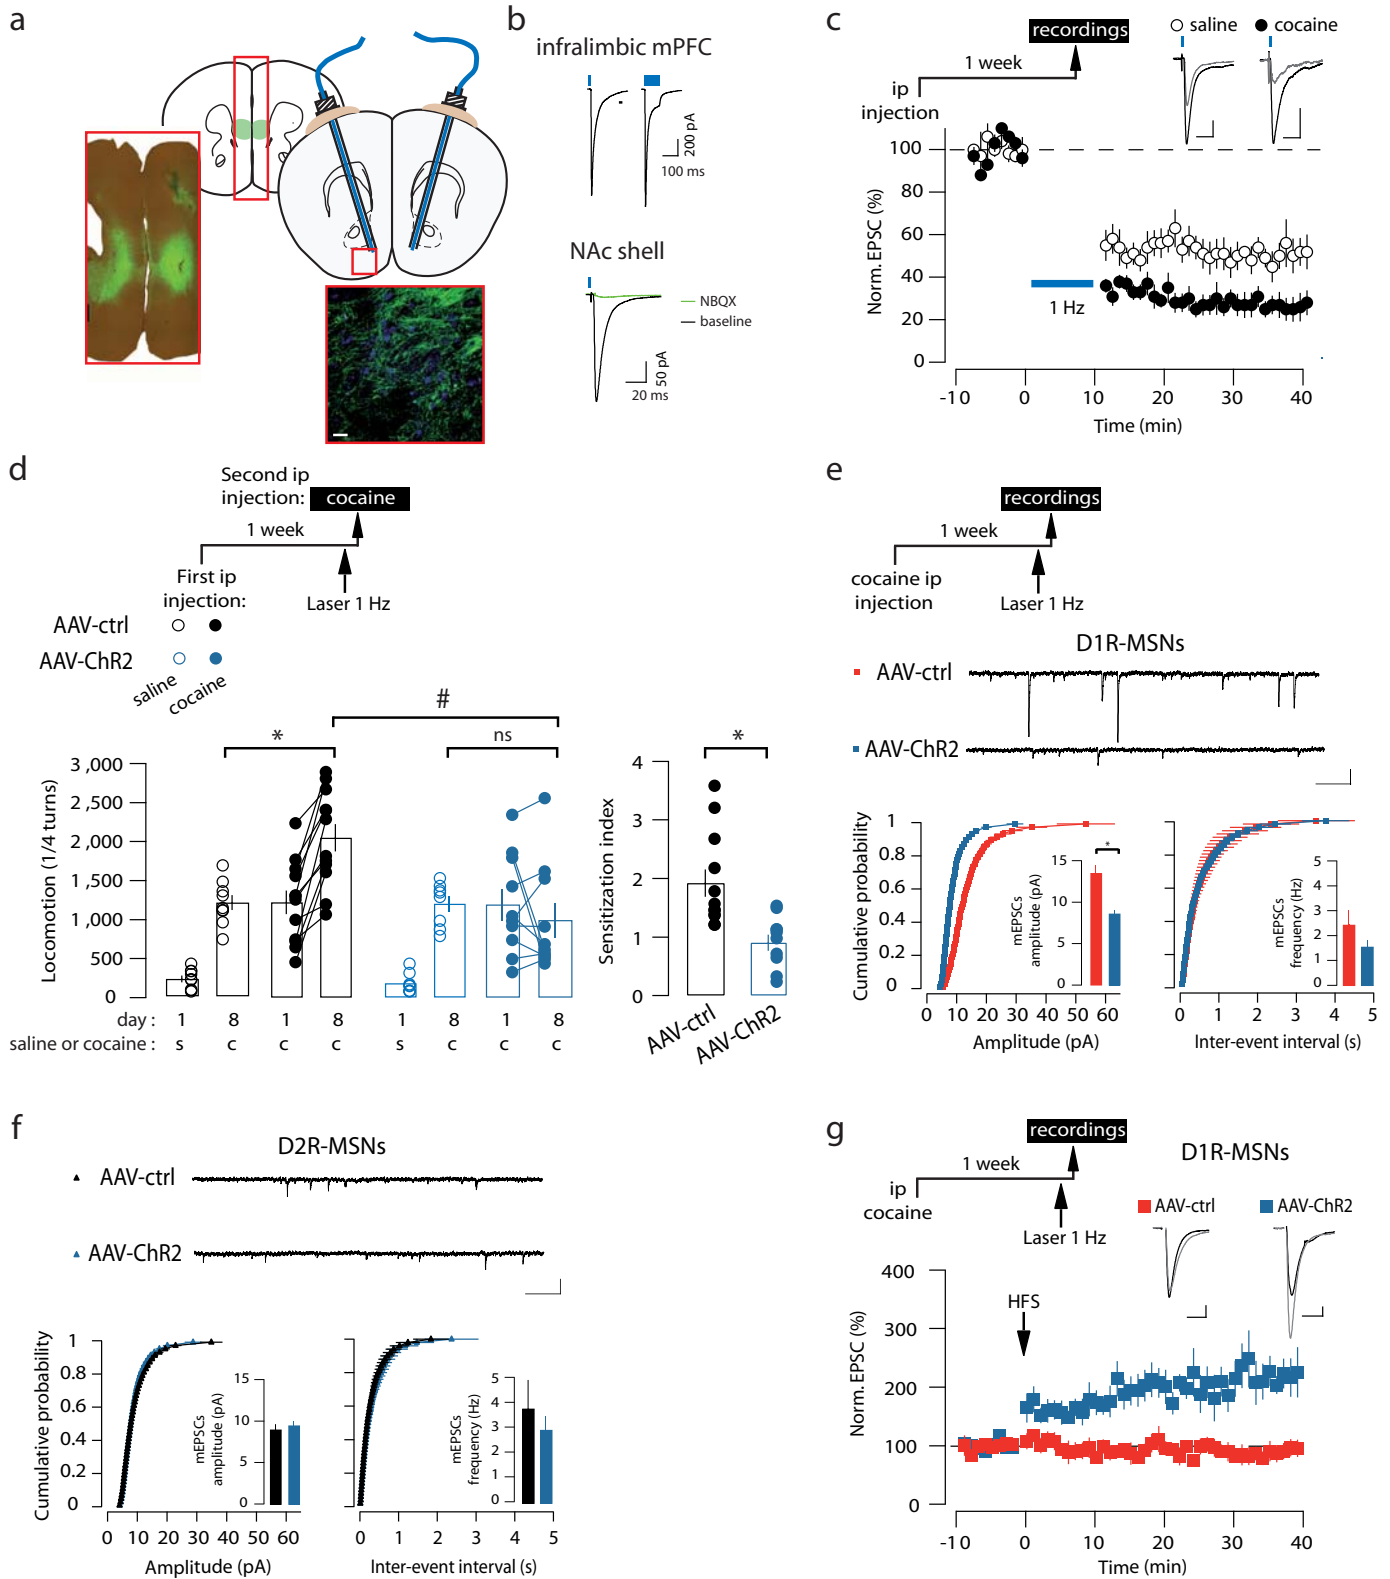 a
b
infralimbic mPFC
200 pA
100 ms
NAc shell
NBQX
baseline
50 pA
20 ms
c
recordings
1 week
ip
injection
saline
cocaine
Norm. EPSC (%)
100
80
60
40
20
0
1 Hz
-10
0
10
20
30
40
Time (min)
d
Second ip
injection:
cocaine
1 week
First ip
injection:
Laser 1 Hz
AAV-ctrl
AAV-ChR2
saline
cocaine
*
#
ns
Locomotion (1/4 turns)
3,000
2,500
2,000
1,500
1,000
500
0
day : 1 8 1 8 1 8 1 8
saline or cocaine : s c c c s c c c
*
Sensitization index
4
3
2
1
0
AAV-ctrl
AAV-ChR2
e
recordings
1 week
cocaine ip
injection
Laser 1 Hz
D1R-MSNs
AAV-ctrl
AAV-ChR2
Cumulative probability
1
0.8
0.6
0.4
0.2
0
0 10 20 30 40 50 60
Amplitude (pA)
mEPSCs
amplitude (pA)
15
10
5
0
*
0 1 2 3 4 5
Inter-event interval (s)
mEPSCs
frequency (Hz)
5
4
3
2
1
0
f
D2R-MSNs
AAV-ctrl
AAV-ChR2
Cumulative probability
1
0.8
0.6
0.4
0.2
0
0 10 20 30 40 50 60
Amplitude (pA)
mEPSCs
amplitude (pA)
15
10
5
0
0 1 2 3 4 5
Inter-event interval (s)
mEPSCs
frequency (Hz)
5
4
3
2
1
0
g
recordings
1 week
ip
cocaine
Laser 1 Hz
D1R-MSNs
AAV-ctrl
AAV-ChR2
HFS
Norm. EPSC (%)
400
300
200
100
0
-10
0
10
20
30
40
Time (min)